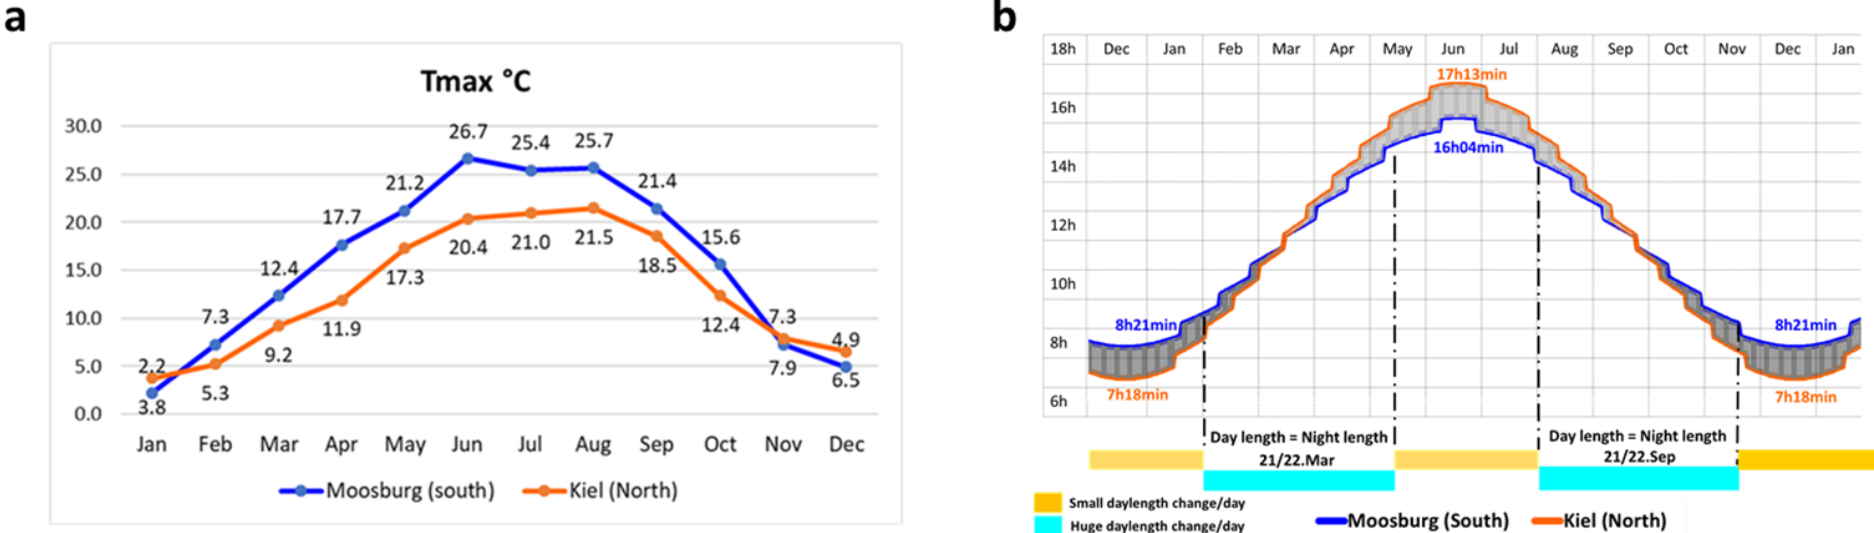 a
Tmax °C
30.0
25.0
20.0
15.0
10.0
5.0
0.0
2.2 7.3 12.4 17.7 21.2 26.7 25.4 25.7 21.4 15.6 7.3 4.9
3.8 5.3 9.2 11.9 17.3 20.4 21.0 21.5 18.5 12.4 7.9 6.5
Jan Feb Mar Apr May Jun Jul Aug Sep Oct Nov Dec
Moosburg (south) Kiel (North)
b
18h Dec Jan Feb Mar Apr May Jun Jul Aug Sep Oct Nov Dec Jan
17h13min
16h
16h04min
14h
12h
10h
8h21min 8h21min
8h
7h18min 7h18min
6h
Day length = Night length Day length = Night length
21/22.Mar 21/22.Sep
Small daylength change/day
Huge daylength change/day
Moosburg (South) Kiel (North)